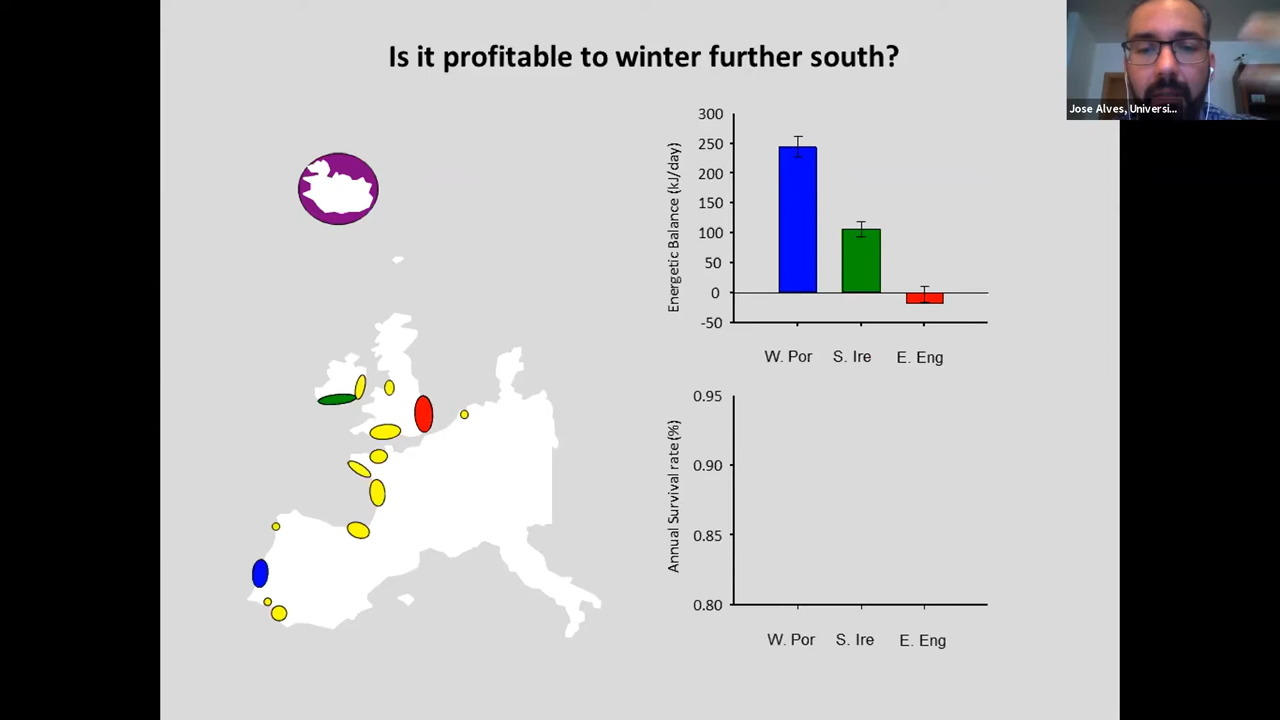 Is it profitable to winter further south?
Jose Alves, Universi...
Energetic Balance (kJ/day)
300
250
200
150
100
50
0
-50
W. Por S. Ire E. Eng
Annual Survival rate (%)
0.95
0.90
0.85
0.80
W. Por S. Ire E. Eng